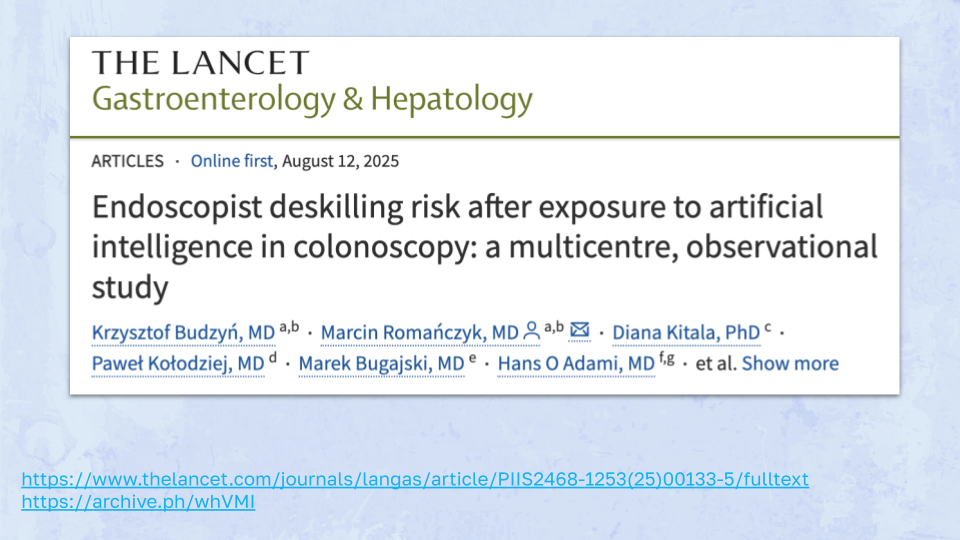 THE LANCET
Gastroenterology & Hepatology
ARTICLES · Online first, August 12, 2025
Endoscopist deskilling risk after exposure to artificial
intelligence in colonoscopy: a multicentre, observational
study
Krzysztof Budzyń, MD a,b · Marcin Romańczyk, MD a,b · Diana Kitala, PhD c ·
Paweł Kołodziej, MD d · Marek Bugajski, MD e · Hans O Adami, MD f,g · et al. Show more
https://www.thelancet.com/journals/langas/article/PIIS2468-1253(25)00133-5/fulltext
https://archive.ph/whVMI